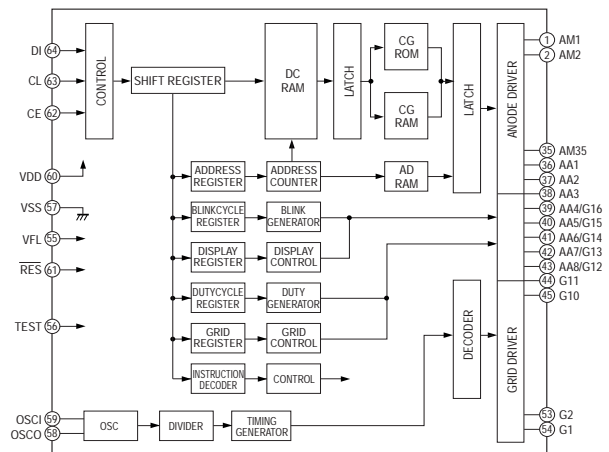 DI 64
CL 63
CE 62
VDD 60
VSS 57
VFL 55
RES 61
TEST 56
OSCI 59
OSCO 58
CONTROL
SHIFT REGISTER
DC
RAM
LATCH
CG
ROM
CG
RAM
LATCH
ANODE DRIVER
ADDRESS
REGISTER
ADDRESS
COUNTER
AD
RAM
BLINKCYCLE
REGISTER
BLINK
GENERATOR
DISPLAY
REGISTER
DISPLAY
CONTROL
DUTYCYCLE
REGISTER
DUTY
GENERATOR
GRID
REGISTER
GRID
CONTROL
INSTRUCTION
DECODER
CONTROL
OSC
DIVIDER
TIMING
GENERATOR
DECODER
GRID DRIVER
1 AM1
2 AM2
35 AM35
36 AA1
37 AA2
38 AA3
39 AA4/G16
40 AA5/G15
41 AA6/G14
42 AA7/G13
43 AA8/G12
44 G11
45 G10
53 G2
54 G1